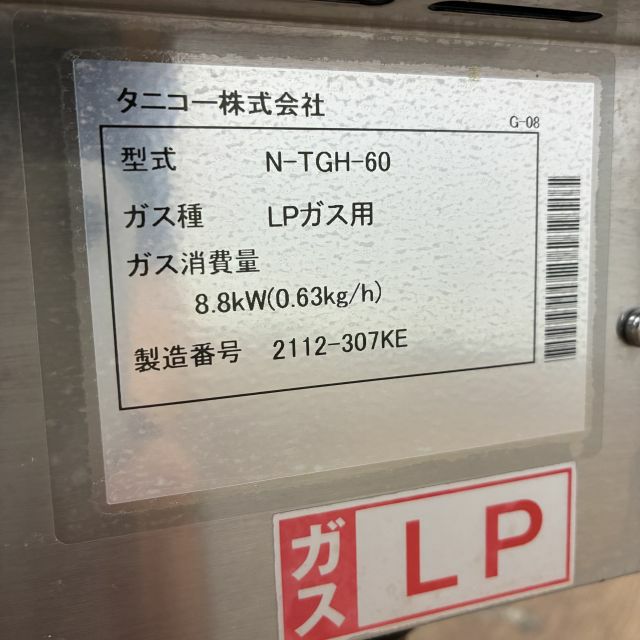 タニコー株式会社
G-08
型式 N-TGH-60
ガス種 LPガス用
ガス消費量
8.8kW(0.63kg/h)
製造番号 2112-307KE
ガス LP